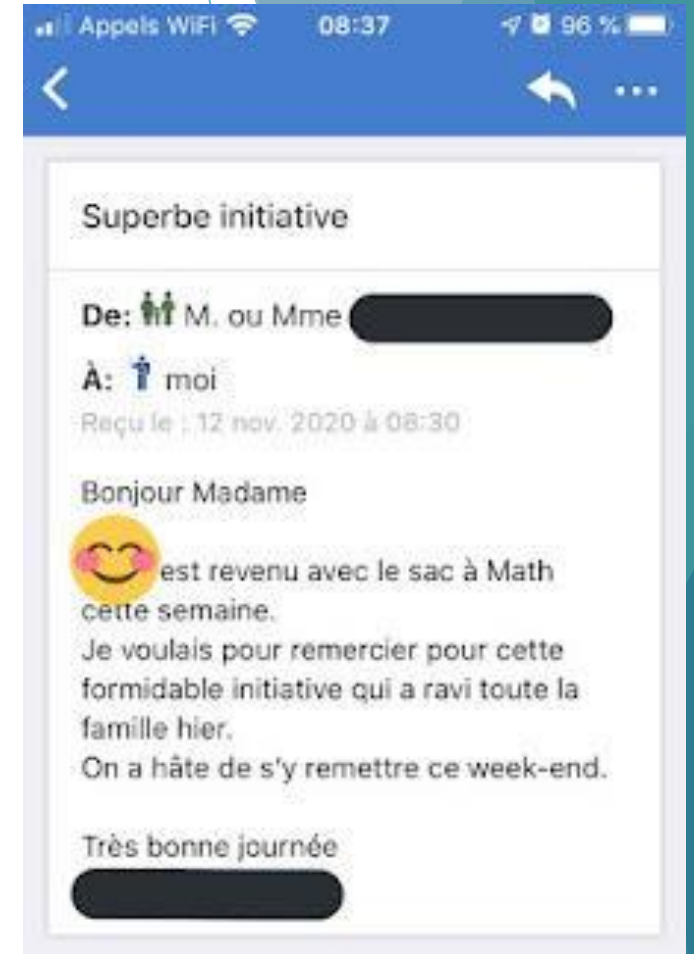 Appels WiFi 08:37 96 %
Superbe initiative
De: M. ou Mme
À: moi
Reçu le : 12 nov. 2020 à 08:30
Bonjour Madame
est revenu avec le sac à Math
cette semaine.
Je voulais pour remercier pour cette
formidable initiative qui a ravi toute la
famille hier.
On a hâte de s'y remettre ce week-end.
Très bonne journée